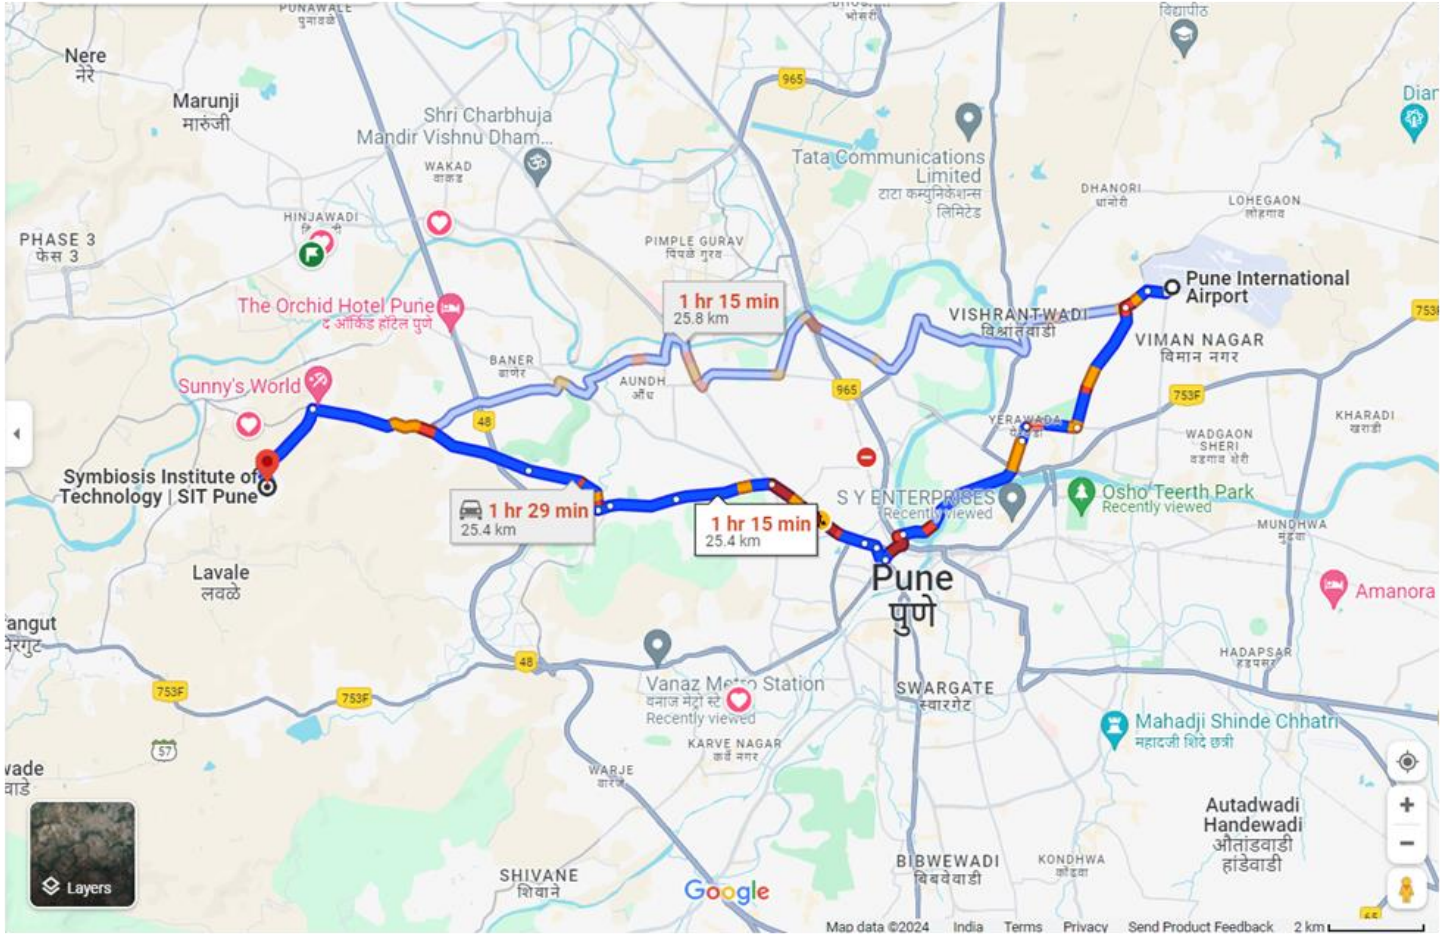 PUNAWALE
पुनावळे
भोसरी
विद्यापीठ
Nere
नेरे
965
Marunji
मारुंजी
Shri Charbhuja
Mandir Vishnu Dham...
WAKAD
वाकड
Tata Communications
Limited
टाटा कम्युनिकेशन्स
लिमिटेड
DHANORI
धानोरी
LOHEGAON
लोहगाव
HINJAWADI
PHASE 3
फेस 3
PIMPLE GURAV
पिंपळे गुरव
Pune International
Airport
The Orchid Hotel Pune
द ऑर्किड हॉटेल पुणे
1 hr 15 min
25.8 km
VISHRANTWADI
विश्रांतवाडी
VIMAN NAGAR
विमान नगर
BANER
बाणेर
AUNDH
औंध
Sunny's World
965
753F
48
YERAWADA
KHARADI
खराडी
WADGAON
SHERI
वडगाव शेरी
Symbiosis Institute of
Technology | SIT Pune
1 hr 29 min
25.4 km
1 hr 15 min
25.4 km
S Y ENTERPRISES
Recently viewed
Osho Teerth Park
Recently viewed
MUNDHWA
मुंढवा
Lavale
लवळे
Pune
पुणे
Amanora
48
753F
753F
HADAPSAR
हडपसर
Vanaz Metro Station
वनाज मेट्रो स्टे
Recently viewed
SWARGATE
स्वारगेट
Mahadji Shinde Chhatri
महादजी शिंदे छत्री
57
KARVE NAGAR
कर्वे नगर
WARJE
वारजे
Autadwadi
Handewadi
औतांडवाडी
हांडेवाडी
Layers
SHIVANE
शिवाने
BIBWEWADI
बिबवेवाडी
KONDHWA
कोंढवा
Google
65
Map data ©2024 India Terms Privacy Send Product Feedback 2 km